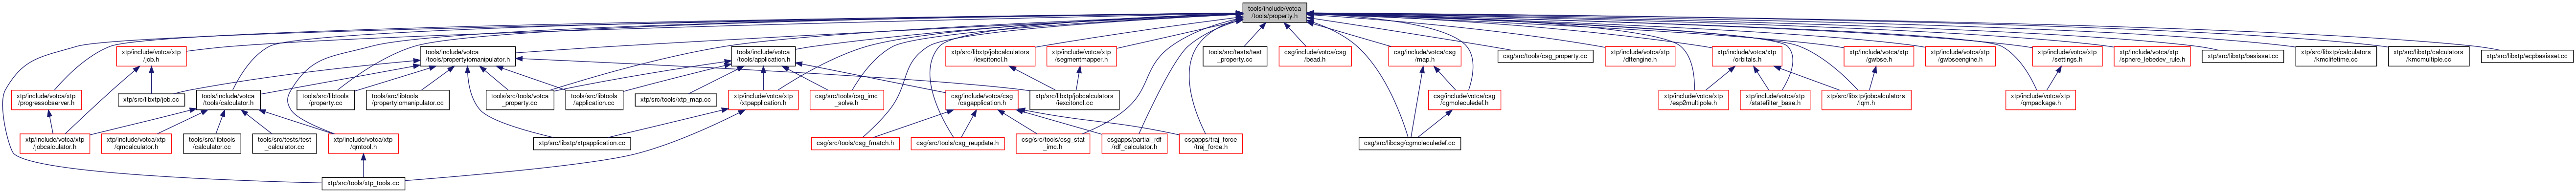 tools/include/votca
/tools/property.h
xtp/include/votca/xtp
/job.h
tools/include/votca
/tools/propertyiomanipulator.h
tools/include/votca
/tools/application.h
xtp/src/libxtp/jobcalculators
/iexcitoncl.h
xtp/include/votca/xtp
/segmentmapper.h
tools/src/tests/test
_property.cc
csg/include/votca/csg
/bead.h
csg/include/votca/csg
/map.h
csg/src/tools/csg_property.cc
xtp/include/votca/xtp
/dftengine.h
xtp/include/votca/xtp
/orbitals.h
xtp/include/votca/xtp
/gwbse.h
xtp/include/votca/xtp
/gwbseengine.h
xtp/include/votca/xtp
/settings.h
xtp/include/votca/xtp
/sphere_lebedev_rule.h
xtp/src/libxtp/basisset.cc
xtp/src/libxtp/calculators
/kmclifetime.cc
xtp/src/libxtp/calculators
/kmcmultiple.cc
xtp/src/libxtp/ecpbasisset.cc
xtp/include/votca/xtp
/progressobserver.h
xtp/src/libxtp/job.cc
tools/include/votca
/tools/calculator.h
tools/src/libtools
/property.cc
tools/src/libtools
/propertyiomanipulator.cc
tools/src/tools/votca
_property.cc
tools/src/libtools
/application.cc
xtp/src/tools/xtp_map.cc
xtp/include/votca/xtp
/xtpapplication.h
csg/src/tools/csg_imc
_solve.h
csg/include/votca/csg
/csgapplication.h
xtp/src/libxtp/jobcalculators
/iexcitoncl.cc
csg/include/votca/csg
/cgmoleculedef.h
xtp/include/votca/xtp
/esp2multipole.h
xtp/include/votca/xtp
/statefilter_base.h
xtp/src/libxtp/jobcalculators
/iqm.h
xtp/include/votca/xtp
/qmpackage.h
xtp/include/votca/xtp
/jobcalculator.h
xtp/include/votca/xtp
/qmcalculator.h
tools/src/libtools
/calculator.cc
tools/src/tests/test
_calculator.cc
xtp/include/votca/xtp
/qmtool.h
xtp/src/libxtp/xtpapplication.cc
csg/src/tools/csg_fmatch.h
csg/src/tools/csg_reupdate.h
csg/src/tools/csg_stat
_imc.h
csgapps/partial_rdf
/rdf_calculator.h
csgapps/traj_force
/traj_force.h
csg/src/libcsg/cgmoleculedef.cc
xtp/src/tools/xtp_tools.cc